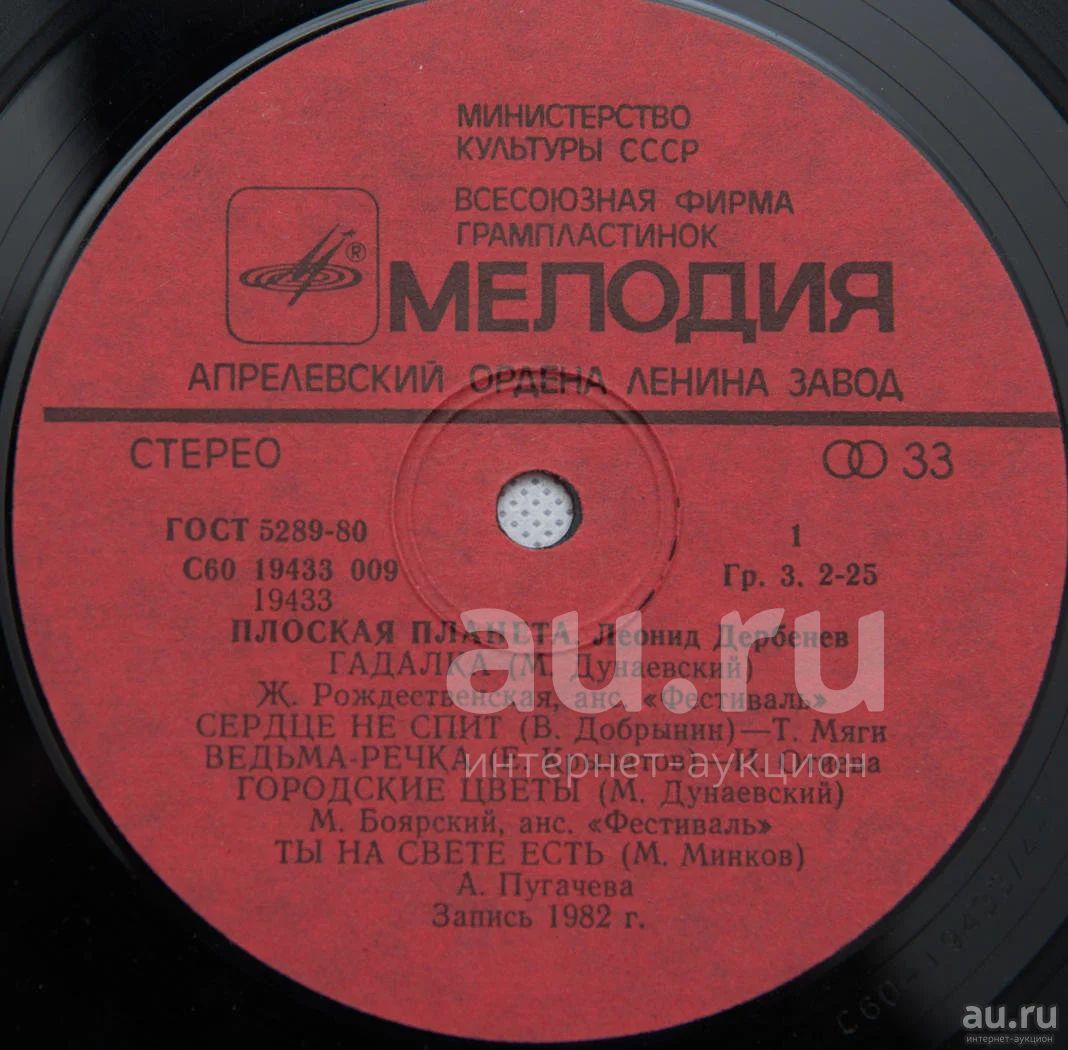 МИНИСТЕРСТВО
КУЛЬТУРЫ СССР
ВСЕСОЮЗНАЯ ФИРМА
ГРАМПЛАСТИНОК
®
МЕЛОДИЯ
АПРЕЛЕВСКИЙ ОРДЕНА ЛЕНИНА ЗАВОД
СТЕРЕО
33
ГОСТ 5289-80
1
С60 19433 009
Гр. 3. 2-25
19433
ПЛОСКАЯ ПЛАНЕТА. Леонид Дербенев
ГАДАЛКА (М. Дунаевский)
Ж. Рождественская, анс. «Фестиваль»
СЕРДЦЕ НЕ СПИТ (В. Добрынин)—Т. Мяги
ВЕДЬМА-РЕЧКА
ГОРОДСКИЕ ЦВЕТЫ (М. Дунаевский)
М. Боярский, анс. «Фестиваль»
ТЫ НА СВЕТЕ ЕСТЬ (М. Минков)
А. Пугачева
Запись 1982 г.
au.ru
интернет-аукцион
au.ru
интернет-аукцион